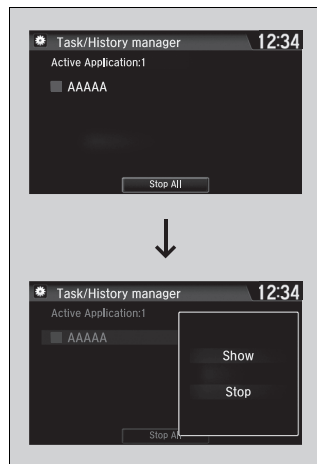 Task/History manager 12:34
Active Application:1
AAAAA
Stop All
Task/History manager 12:34
Active Application:1
AAAAA
Show
Stop
Stop All